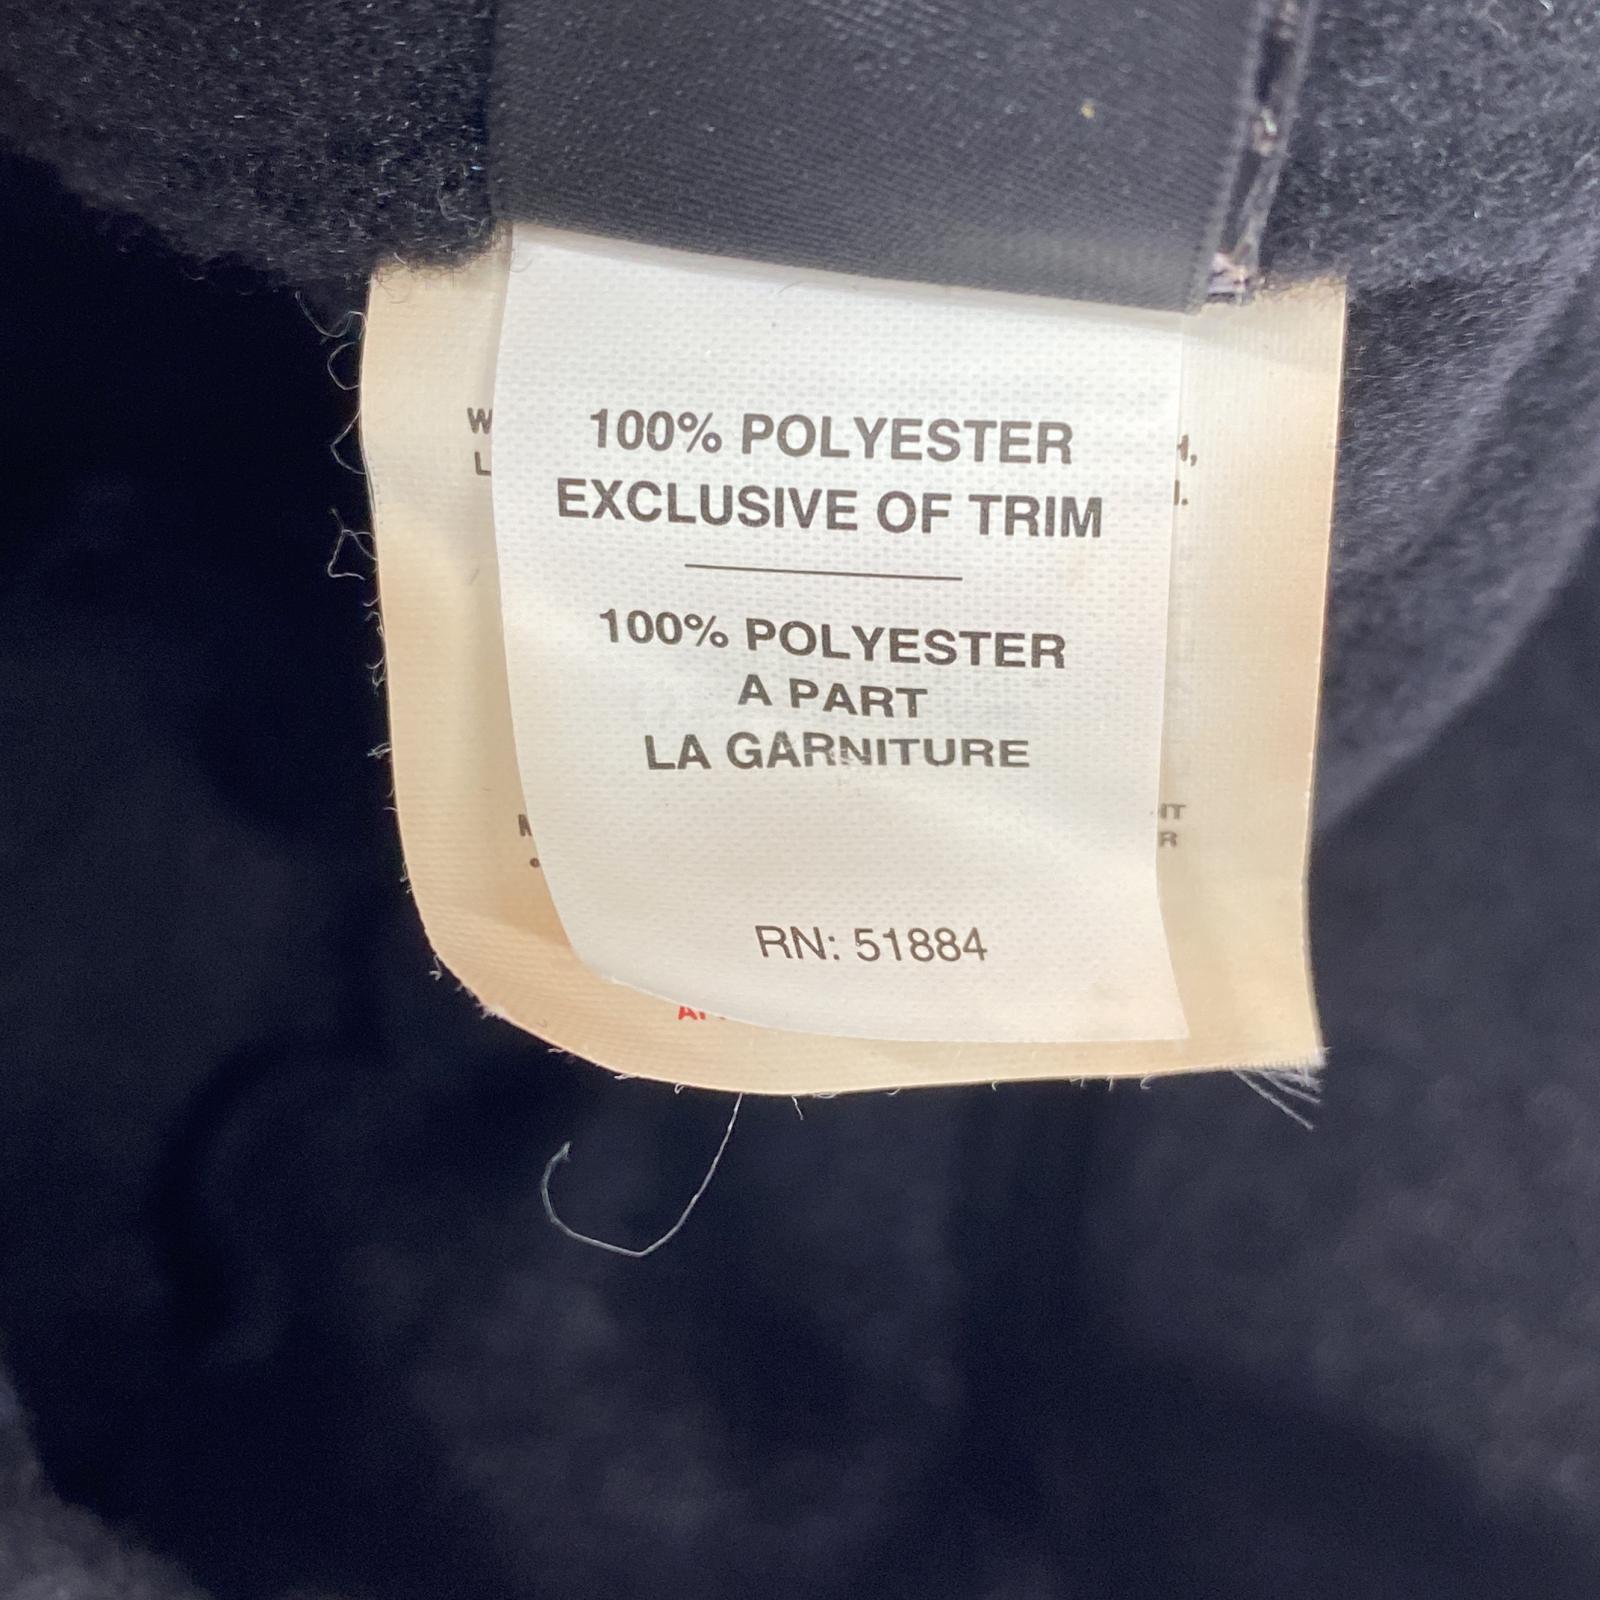 100% POLYESTER
EXCLUSIVE OF TRIM
100% POLYESTER
A PART
LA GARNITURE
RN: 51884